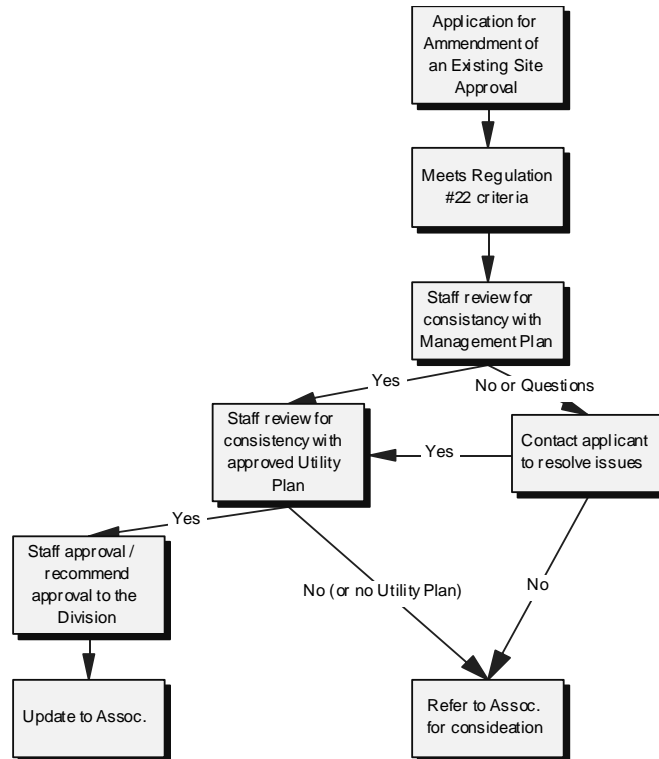 Application for
Ammendment of
an Existing Site
Approval
Meets Regulation
#22 criteria
Staff review for
consistancy with
Management Plan
Yes
No or Questions
Staff review for
consistency with
approved Utility
Plan
Yes
Contact applicant
to resolve issues
Yes
Staff approval /
recommend
approval to the
Division
No (or no Utility Plan)
No
Update to Assoc.
Refer to Assoc.
for consideation